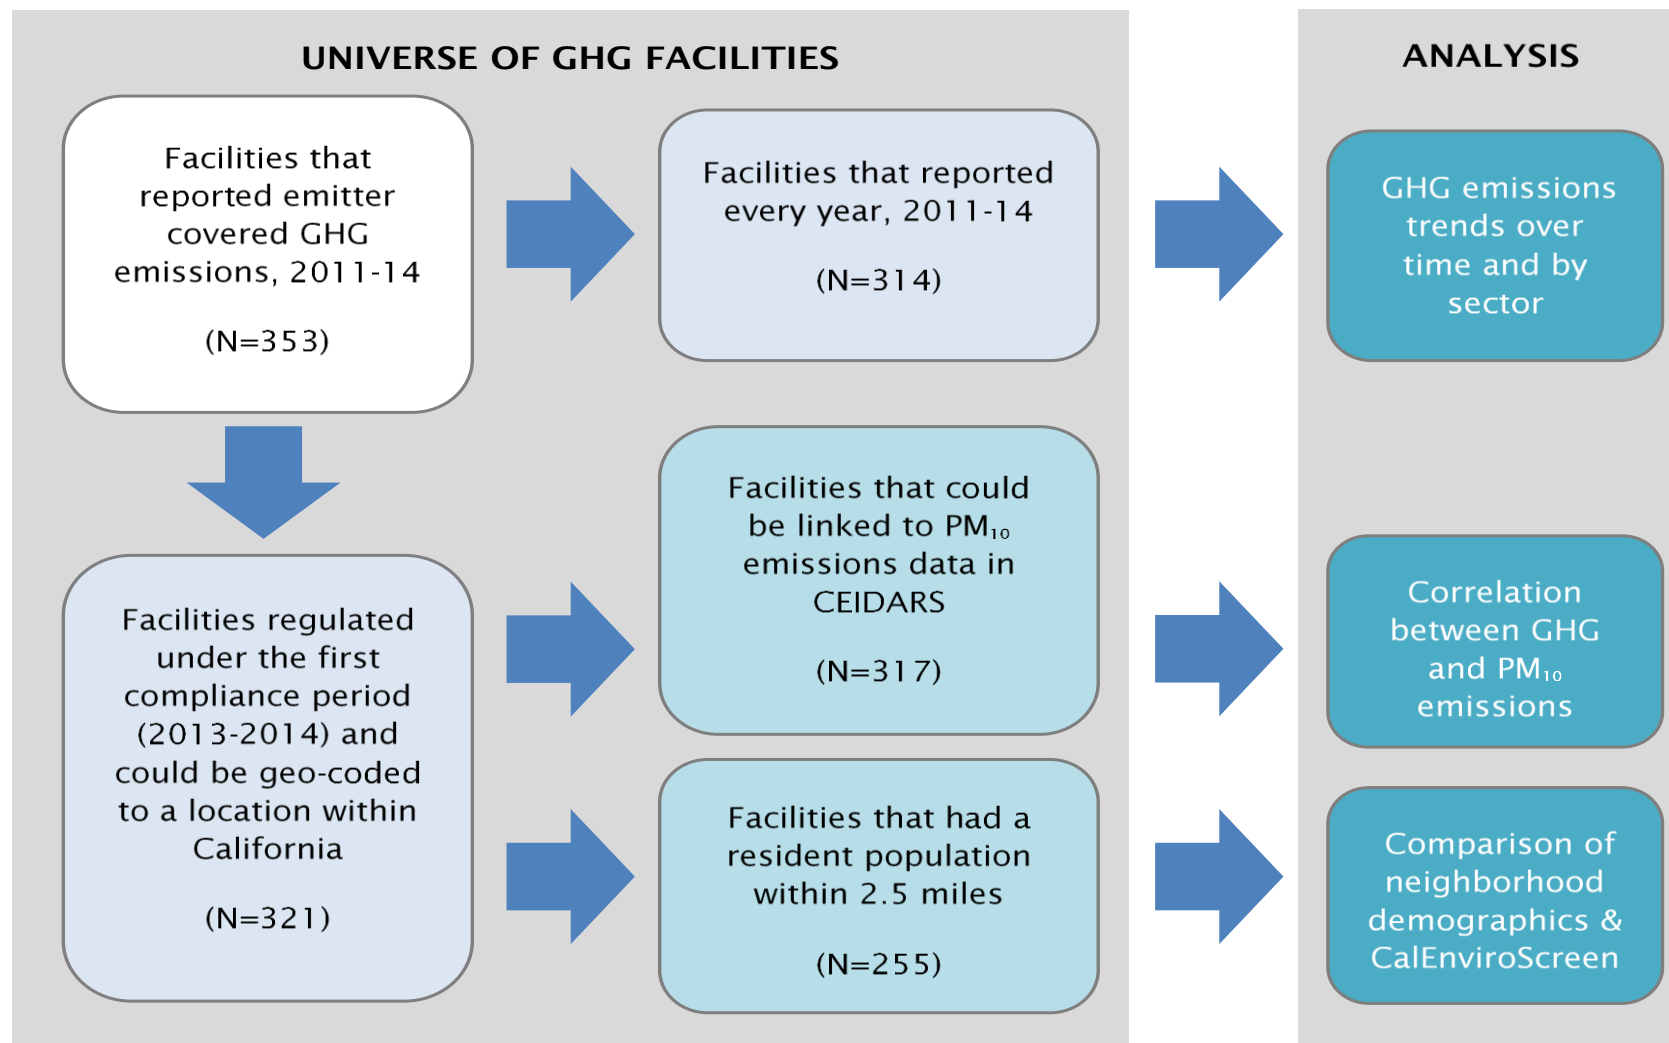 UNIVERSE OF GHG FACILITIES
Facilities that
reported emitter
covered GHG
emissions, 2011-14
(N=353)
Facilities that reported
every year, 2011-14
(N=314)
Facilities regulated
under the first
compliance period
(2013-2014) and
could be geo-coded
to a location within
California
(N=321)
Facilities that could
be linked to PM₁₀
emissions data in
CEIDARS
(N=317)
Facilities that had a
resident population
within 2.5 miles
(N=255)
ANALYSIS
GHG emissions
trends over
time and by
sector
Correlation
between GHG
and PM₁₀
emissions
Comparison of
neighborhood
demographics &
CalEnviroScreen